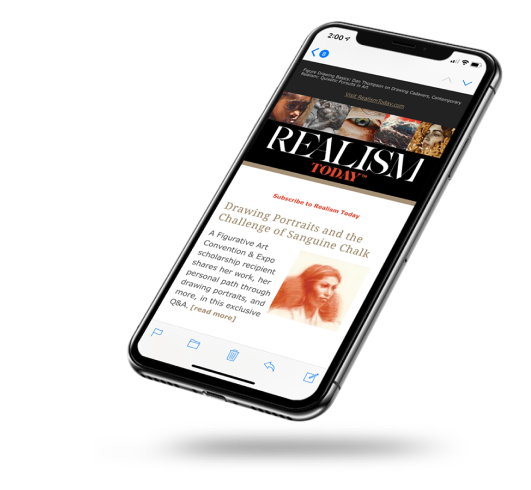 2:00
Figure Drawing Basics: Dan Thompson on Drawing Cadavers, Contemporary
Realism: Quixotic Pursuits in Art
Visit RealismToday.com
REALISM
TODAY™
Subscribe to Realism Today
Drawing Portraits and the
Challenge of Sanguine Chalk
A Figurative Art
Convention & Expo
scholarship recipient
shares her work, her
personal path through
drawing portraits, and
more, in this exclusive
Q&A. [read more]